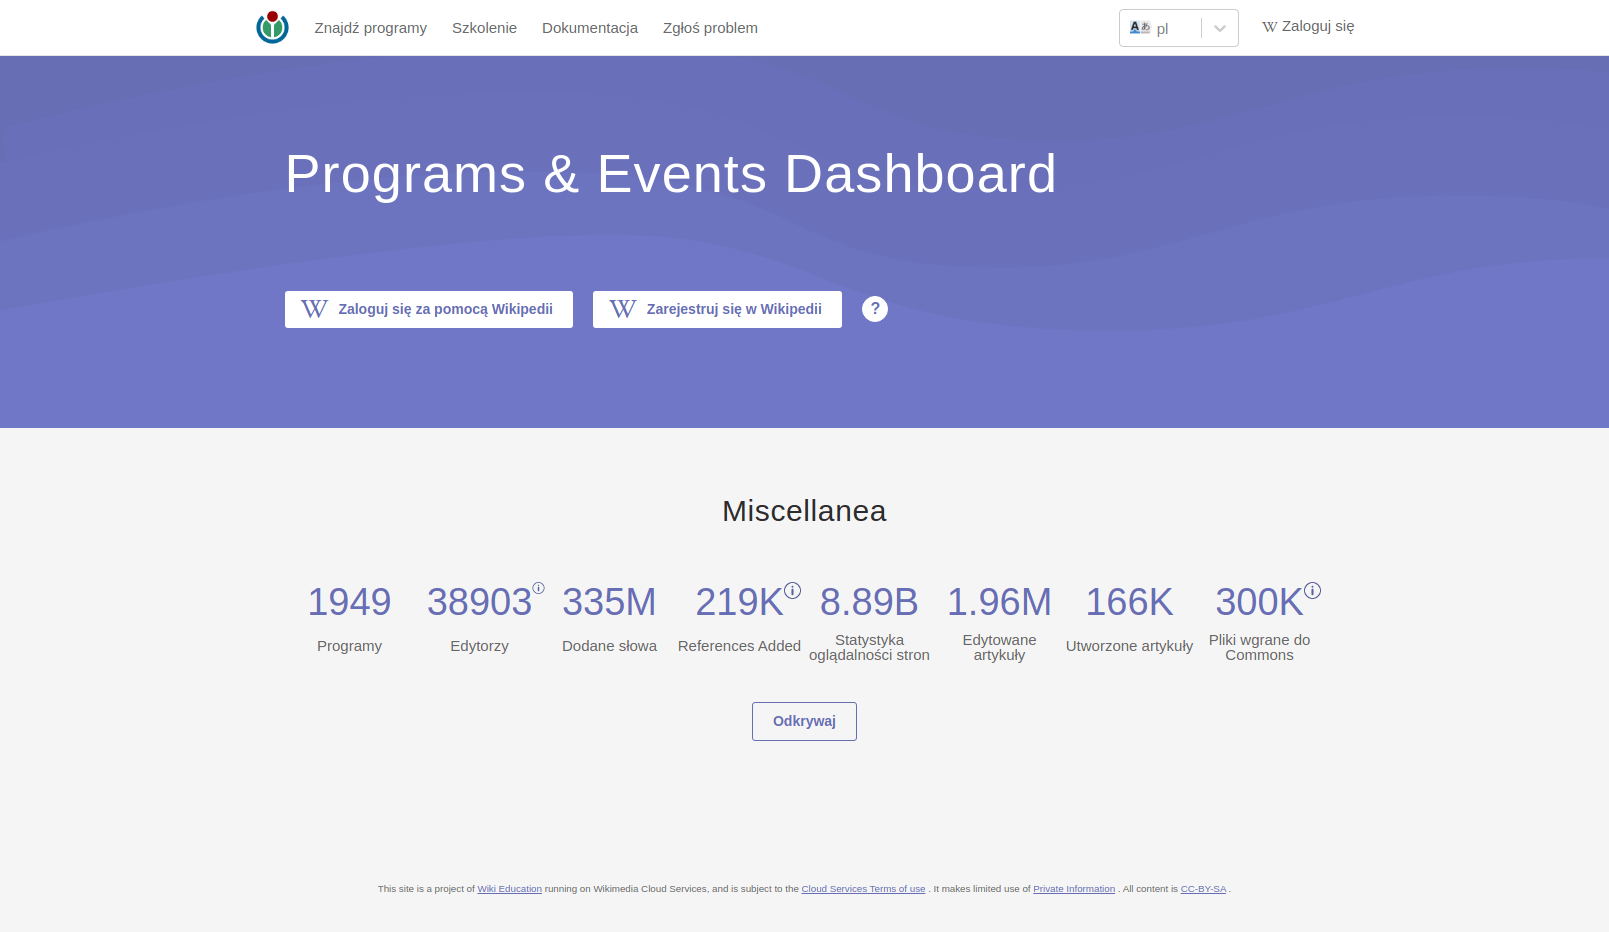 Znajdź programy Szkolenie Dokumentacja Zgłoś problem pl Zaloguj się
Programs & Events Dashboard
Zaloguj się za pomocą Wikipedii Zarejestruj się w Wikipedii ?
Miscellanea
1949 38903 335M 219K 8.89B 1.96M 166K 300K
Programy Edytorzy Dodane słowa References Added Statystyka oglądalności stron Edytowane artykuły Utworzone artykuły Pliki wgrane do Commons
Odkrywaj
This site is a project of Wiki Education running on Wikimedia Cloud Services, and is subject to the Cloud Services Terms of use . It makes limited use of Private Information . All content is CC-BY-SA .